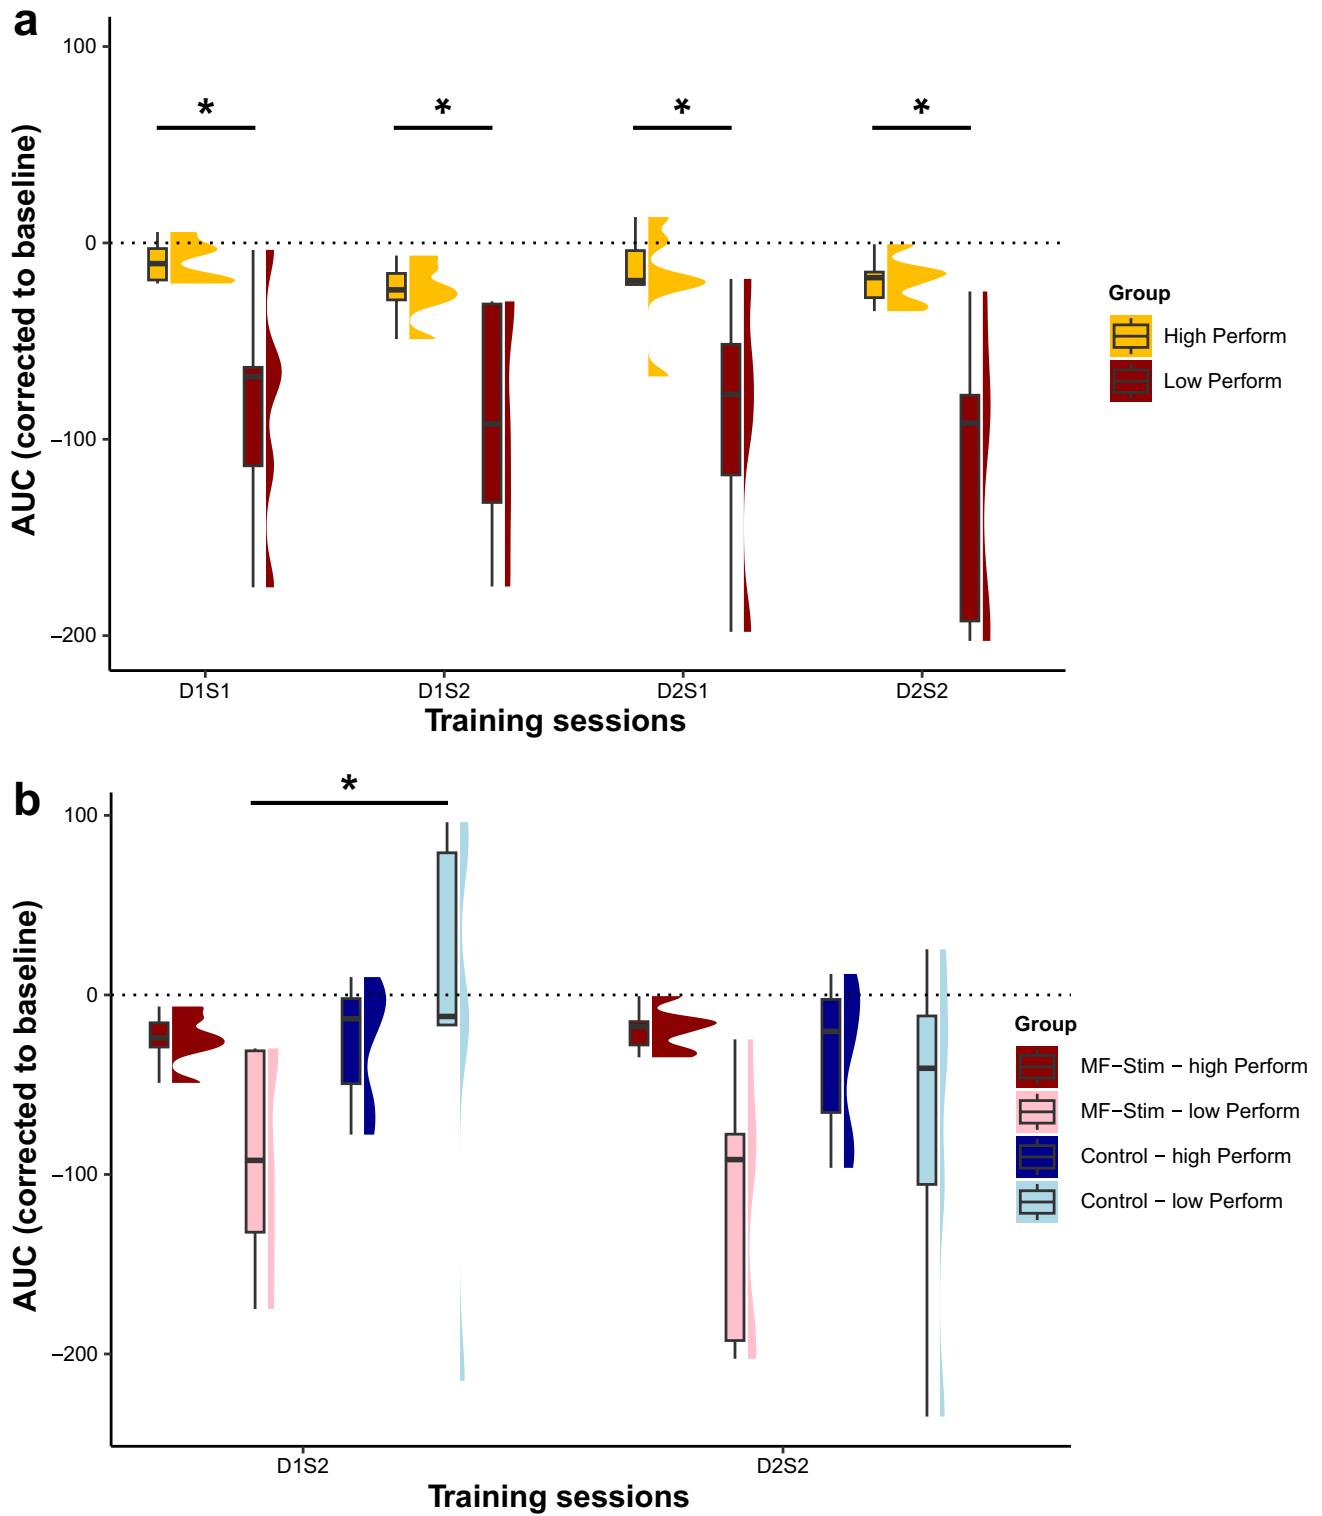 a
AUC (corrected to baseline)
100
0
−100
−200
*
*
*
*
D1S1
D1S2
D2S1
D2S2
Training sessions
Group
High Perform
Low Perform
b
AUC (corrected to baseline)
100
0
−100
−200
*
D1S2
D2S2
Training sessions
Group
MF−Stim − high Perform
MF−Stim − low Perform
Control − high Perform
Control − low Perform